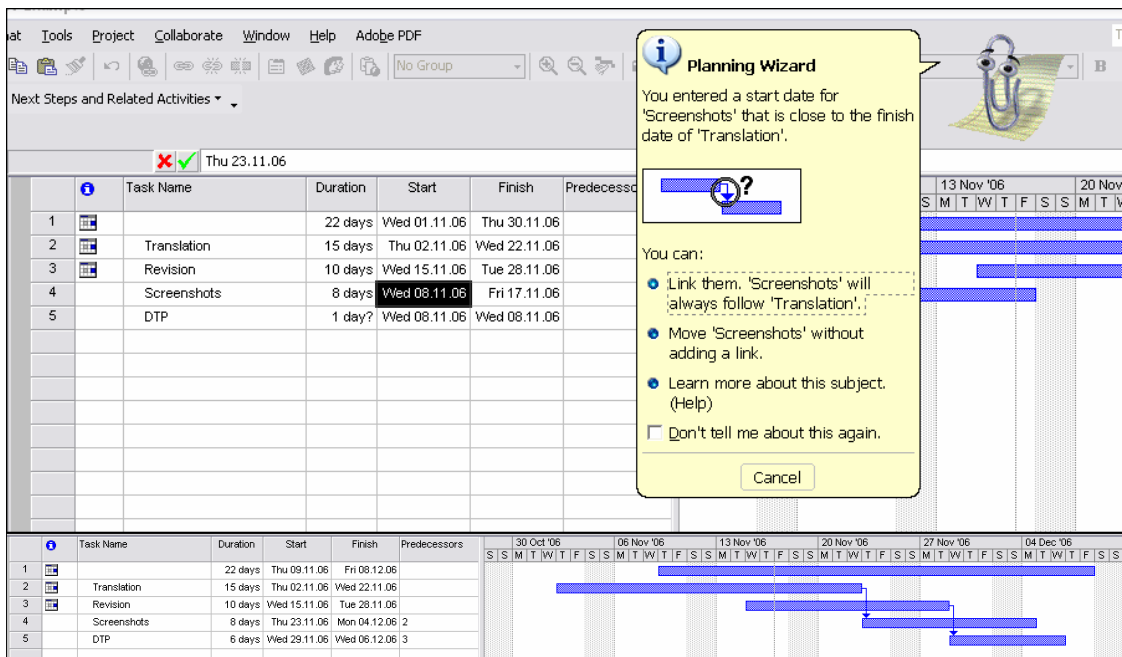 at Tools Project Collaborate Window Help Adobe PDF
No Group
B
Next Steps and Related Activities
Thu 23.11.06
Task Name Duration Start Finish Predecesso
13 Nov '06 20 Nov
S M T W T F S S M T W
1 22 days Wed 01.11.06 Thu 30.11.06
2 Translation 15 days Thu 02.11.06 Wed 22.11.06
3 Revision 10 days Wed 15.11.06 Tue 28.11.06
4 Screenshots 8 days Wed 08.11.06 Fri 17.11.06
5 DTP 1 day? Wed 08.11.06 Wed 08.11.06
Planning Wizard
You entered a start date for
'Screenshots' that is close to the finish
date of 'Translation'.
?
You can:
Link them. 'Screenshots' will
always follow 'Translation'.
Move 'Screenshots' without
adding a link.
Learn more about this subject.
(Help)
Don't tell me about this again.
Cancel
Task Name Duration Start Finish Predecessors
30 Oct '06 06 Nov '06 13 Nov '06 20 Nov '06 27 Nov '06 04 Dec '06
S S M T W T F S S M T W T F S S M T W T F S S M T W T F S S M T W T F S S M T W T F S S
1 22 days Thu 09.11.06 Fri 08.12.06
2 Translation 15 days Thu 02.11.06 Wed 22.11.06
3 Revision 10 days Wed 15.11.06 Tue 28.11.06
4 Screenshots 8 days Thu 23.11.06 Mon 04.12.06 2
5 DTP 6 days Wed 29.11.06 Wed 06.12.06 3